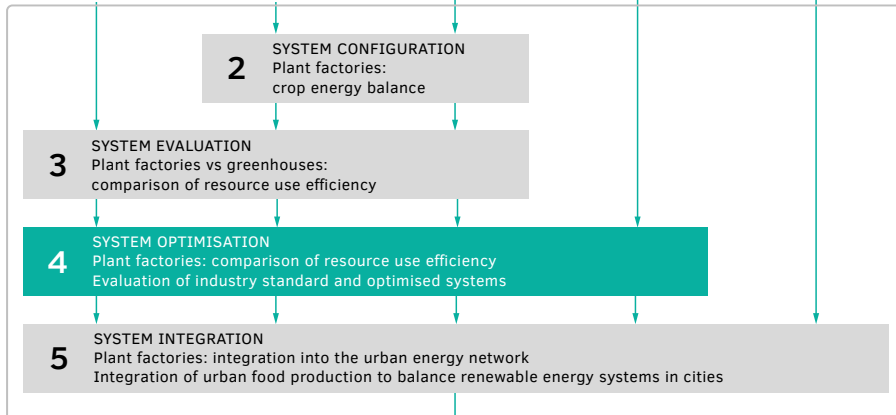 2
SYSTEM CONFIGURATION
Plant factories:
crop energy balance
3
SYSTEM EVALUATION
Plant factories vs greenhouses:
comparison of resource use efficiency
4
SYSTEM OPTIMISATION
Plant factories: comparison of resource use efficiency
Evaluation of industry standard and optimised systems
5
SYSTEM INTEGRATION
Plant factories: integration into the urban energy network
Integration of urban food production to balance renewable energy systems in cities